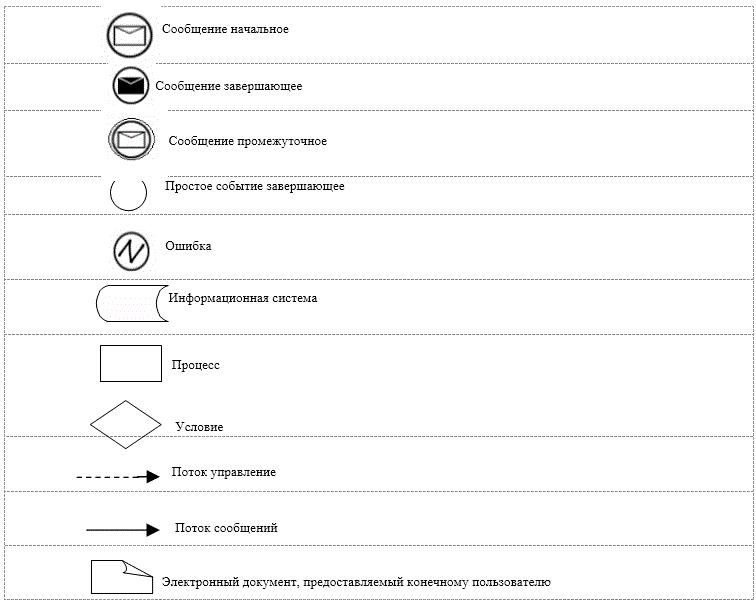 Сообщение начальное
Сообщение завершающее
Сообщение промежуточное
Простое событие завершающее
Ошибка
Информационная система
Процесс
Условие
Поток управление
Поток сообщений
Электронный документ, предоставляемый конечному пользователю